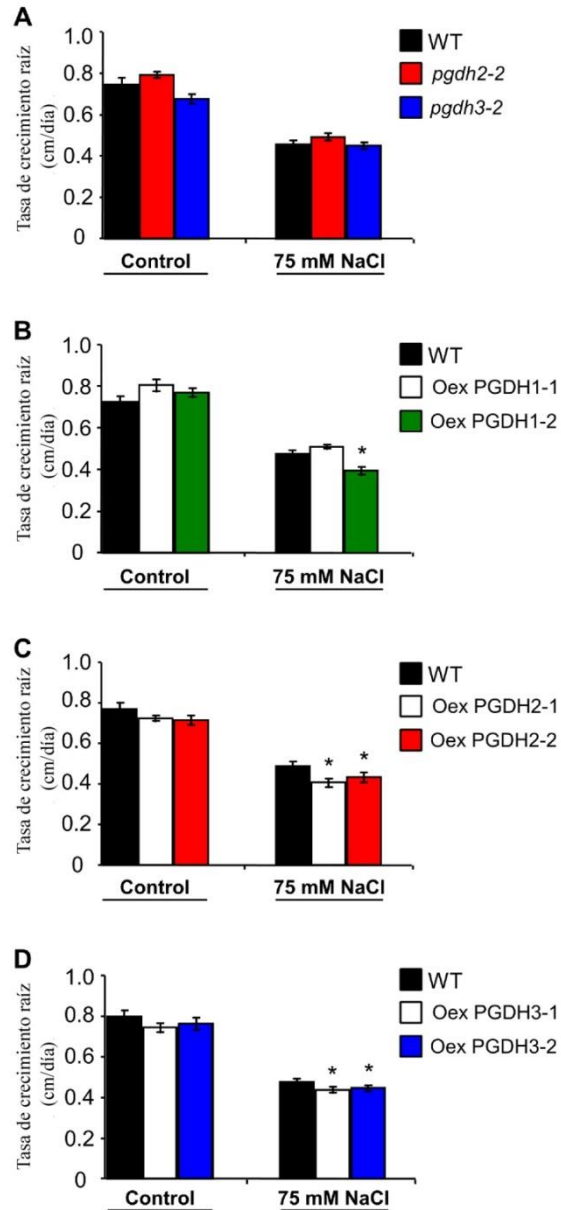 A
Tasa de crecimiento raíz
(cm/día)
1.0
0.8
0.6
0.4
0.2
0
Control
75 mM NaCl
WT
pgdh2-2
pgdh3-2
B
Tasa de crecimiento raíz
(cm/día)
1.0
0.8
0.6
0.4
0.2
0
*
Control
75 mM NaCl
WT
Oex PGDH1-1
Oex PGDH1-2
C
Tasa de crecimiento raíz
(cm/día)
1.0
0.8
0.6
0.4
0.2
0
* *
Control
75 mM NaCl
WT
Oex PGDH2-1
Oex PGDH2-2
D
Tasa de crecimiento raíz
(cm/día)
1.0
0.8
0.6
0.4
0.2
0
* *
Control
75 mM NaCl
WT
Oex PGDH3-1
Oex PGDH3-2